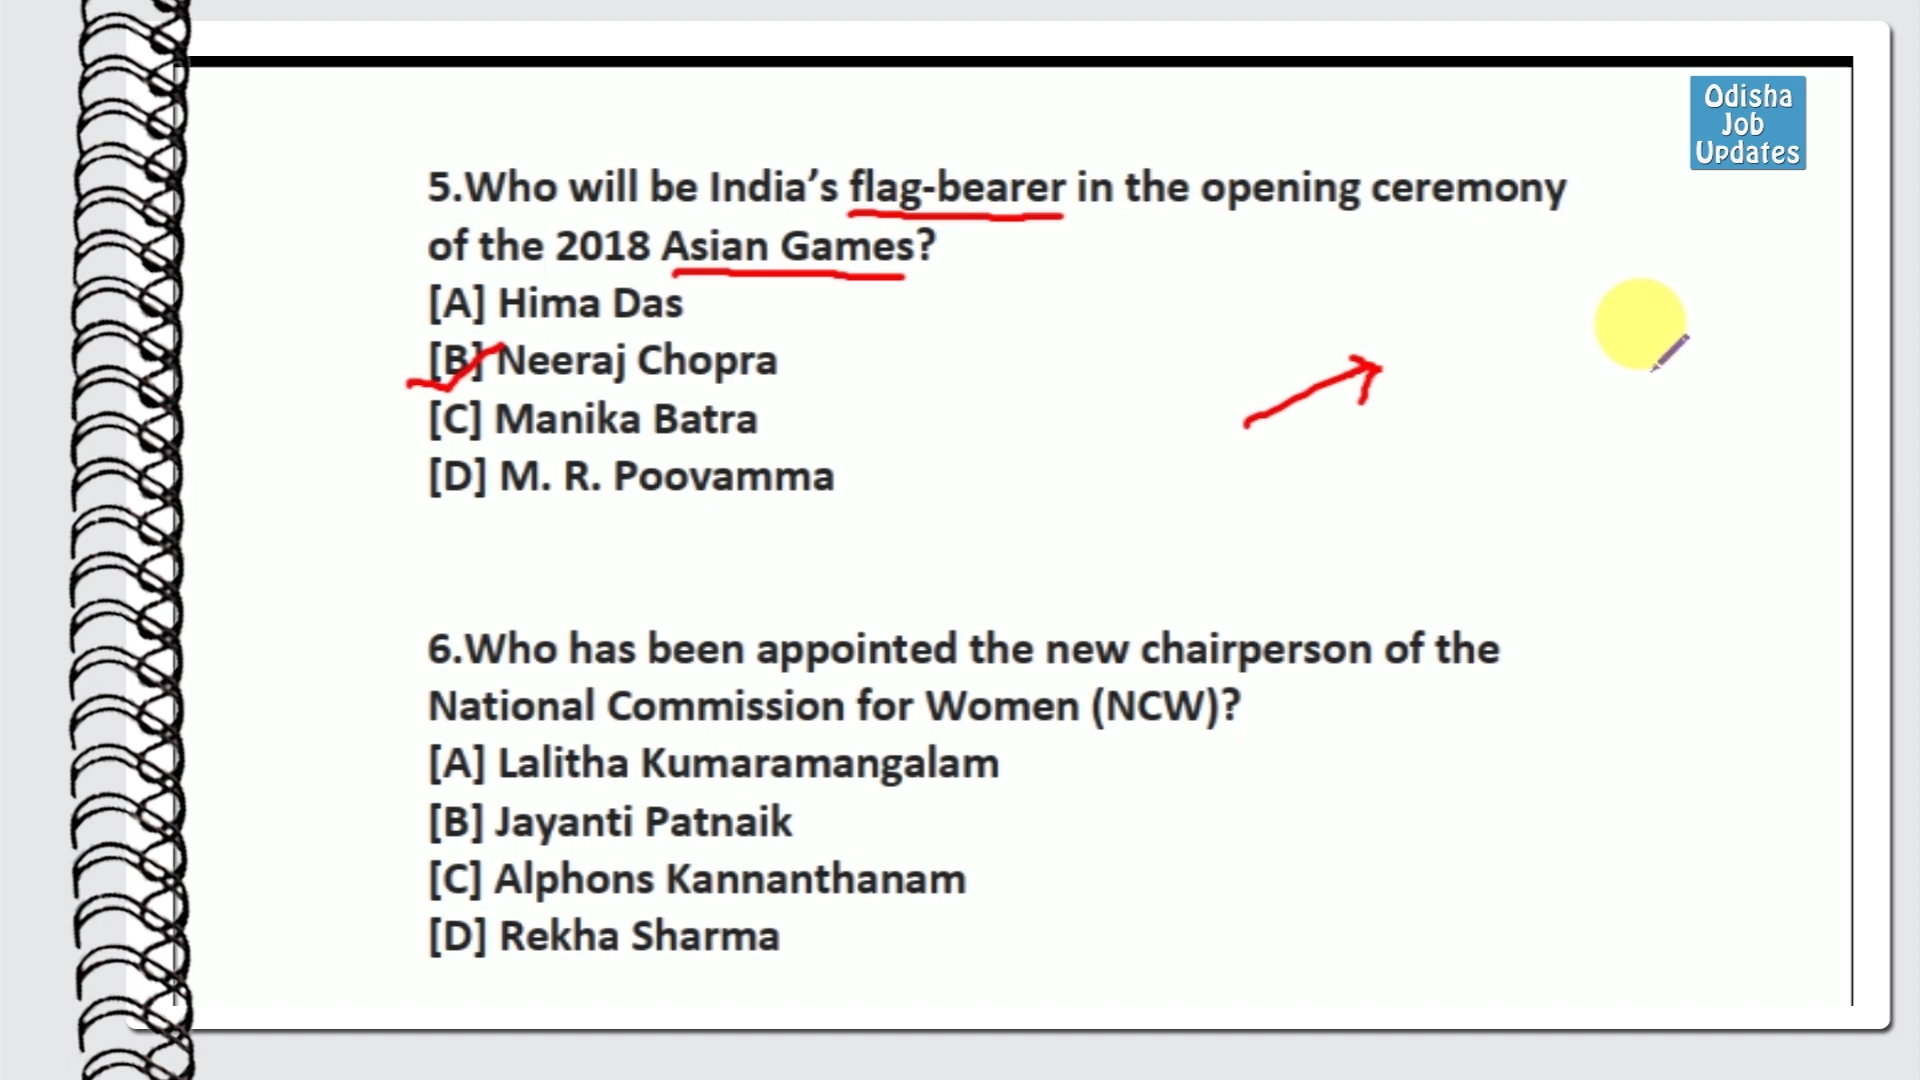 Odisha
Job
Updates
5.Who will be India’s flag-bearer in the opening ceremony
of the 2018 Asian Games?
[A] Hima Das
[B] Neeraj Chopra
[C] Manika Batra
[D] M. R. Poovamma
6.Who has been appointed the new chairperson of the
National Commission for Women (NCW)?
[A] Lalitha Kumaramangalam
[B] Jayanti Patnaik
[C] Alphons Kannanthanam
[D] Rekha Sharma